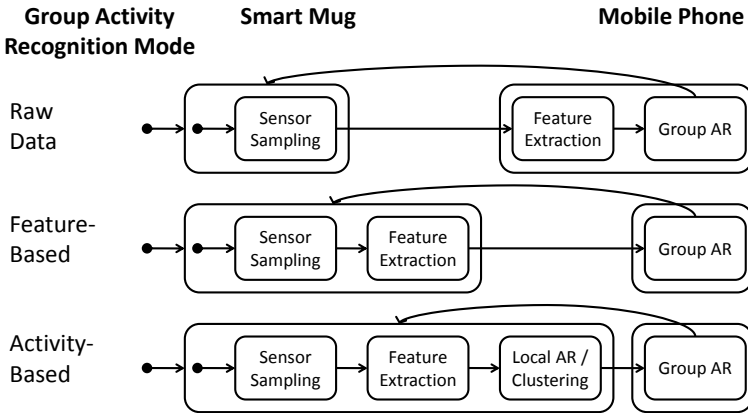 Group Activity
Recognition Mode
Smart Mug
Mobile Phone
Raw
Data
Sensor
Sampling
Feature
Extraction
Group AR
Feature-
Based
Sensor
Sampling
Feature
Extraction
Group AR
Activity-
Based
Sensor
Sampling
Feature
Extraction
Local AR /
Clustering
Group AR